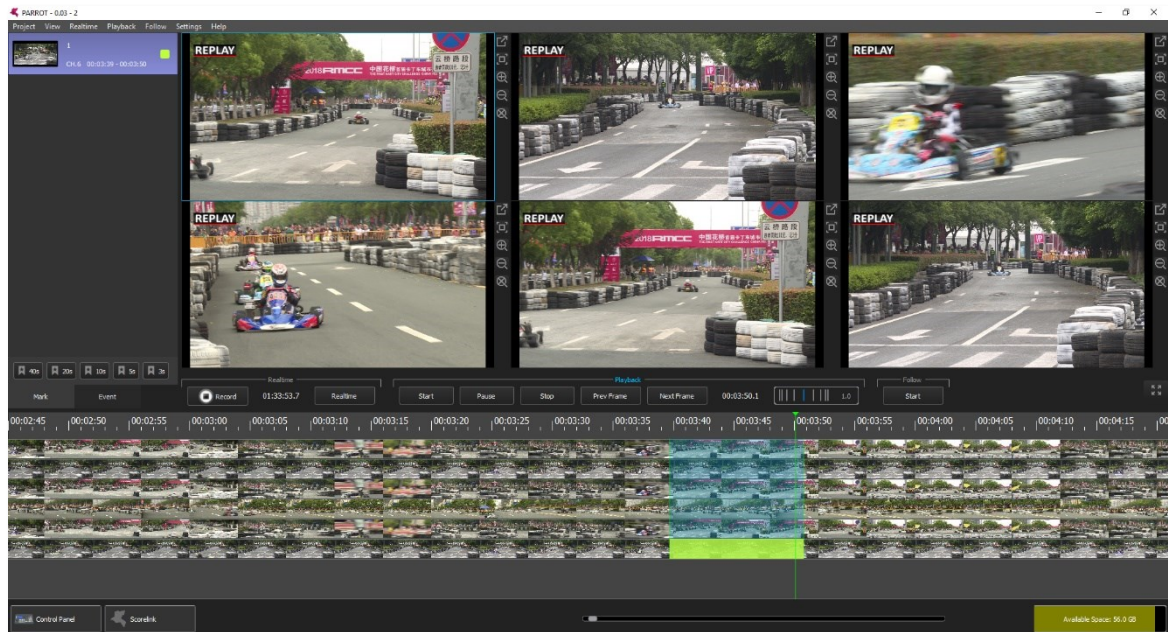 PARROT - 0.03 - 2
Project View Realtime Playback Follow Settings Help
1
CH.6 00:03:39 - 00:03:50
REPLAY
REPLAY
REPLAY
2018 RMCC
REPLAY
REPLAY
REPLAY
2018 RMCC
40s 20s 10s 5s 3s
Realtime
Playback
Follow
Mark
Event
Record
01:33:53.7
Realtime
Start
Pause
Stop
Prev Frame
Next Frame
00:03:50.1
1.0
Start
00:02:45 00:02:50 00:02:55 00:03:00 00:03:05 00:03:10 00:03:15 00:03:20 00:03:25 00:03:30 00:03:35 00:03:40 00:03:45 00:03:50 00:03:55 00:04:00 00:04:05 00:04:10 00:04:15 00
Control Panel
Scorelink
Available Space: 56.0 GB